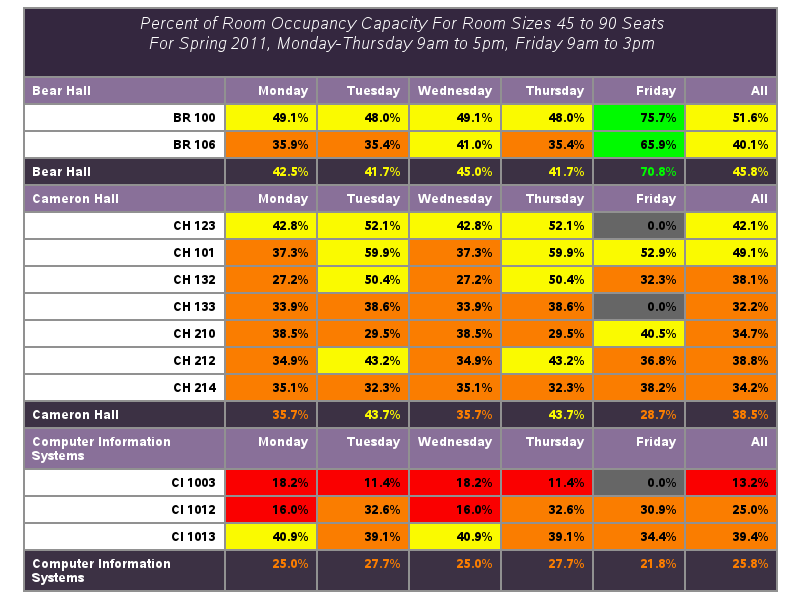 Percent of Room Occupancy Capacity For Room Sizes 45 to 90 Seats
For Spring 2011, Monday-Thursday 9am to 5pm, Friday 9am to 3pm
Bear Hall Monday Tuesday Wednesday Thursday Friday All
BR 100 49.1% 48.0% 49.1% 48.0% 75.7% 51.6%
BR 106 35.9% 35.4% 41.0% 35.4% 65.9% 40.1%
Bear Hall 42.5% 41.7% 45.0% 41.7% 70.8% 45.8%
Cameron Hall Monday Tuesday Wednesday Thursday Friday All
CH 123 42.8% 52.1% 42.8% 52.1% 0.0% 42.1%
CH 101 37.3% 59.9% 37.3% 59.9% 52.9% 49.1%
CH 132 27.2% 50.4% 27.2% 50.4% 32.3% 38.1%
CH 133 33.9% 38.6% 33.9% 38.6% 0.0% 32.2%
CH 210 38.5% 29.5% 38.5% 29.5% 40.5% 34.7%
CH 212 34.9% 43.2% 34.9% 43.2% 36.8% 38.8%
CH 214 35.1% 32.3% 35.1% 32.3% 38.2% 34.2%
Cameron Hall 35.7% 43.7% 35.7% 43.7% 28.7% 38.5%
Computer Information Monday Tuesday Wednesday Thursday Friday All
Systems
CI 1003 18.2% 11.4% 18.2% 11.4% 0.0% 13.2%
CI 1012 16.0% 32.6% 16.0% 32.6% 30.9% 25.0%
CI 1013 40.9% 39.1% 40.9% 39.1% 34.4% 39.4%
Computer Information 25.0% 27.7% 25.0% 27.7% 21.8% 25.8%
Systems